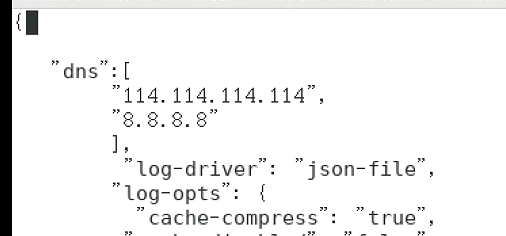 {
”dns”:[
”114.114.114.114”,
”8.8.8.8”
],
”log-driver”: ”json-file”,
”log-opts”: {
”cache-compress”: ”true”,